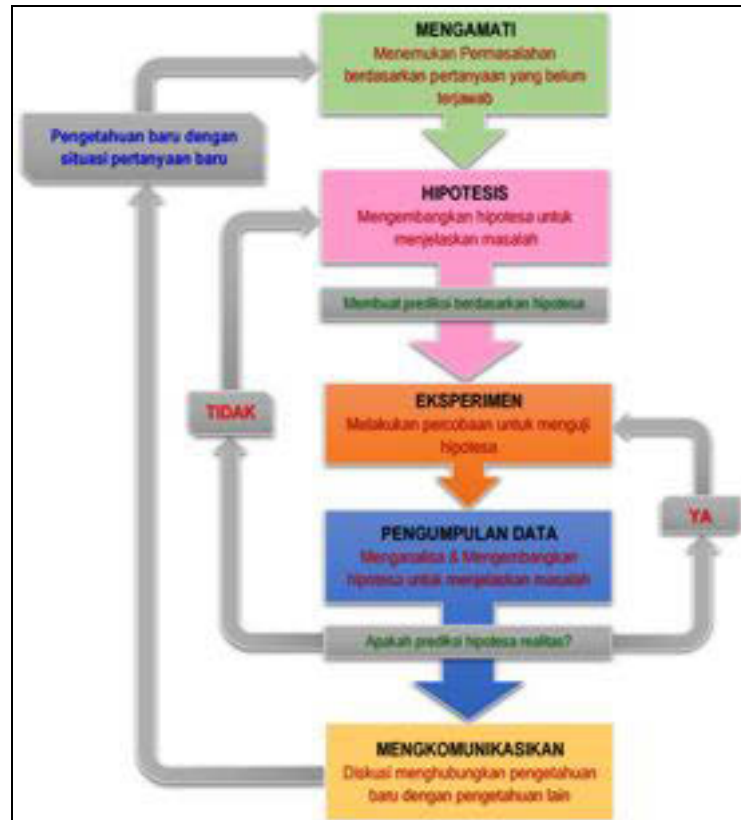 MENGAMATI
Menemukan Permasalahan
berdasarkan pertanyaan yang belum
terjawab
Pengetahuan baru dengan
situasi pertanyaan baru
HIPOTESIS
Mengembangkan hipotesa untuk
menjelaskan masalah
Membuat prediksi berdasarkan hipotesa
TIDAK
EKSPERIMEN
Melakukan percobaan untuk menguji
hipotesa
YA
PENGUMPULAN DATA
Menganalisa & Mengembangkan
hipotesa untuk menjelaskan masalah
Apakah prediksi hipotesa realitas?
MENGKOMUNIKASIKAN
Diskusi menghubungkan pengetahuan
baru dengan pengetahuan lain